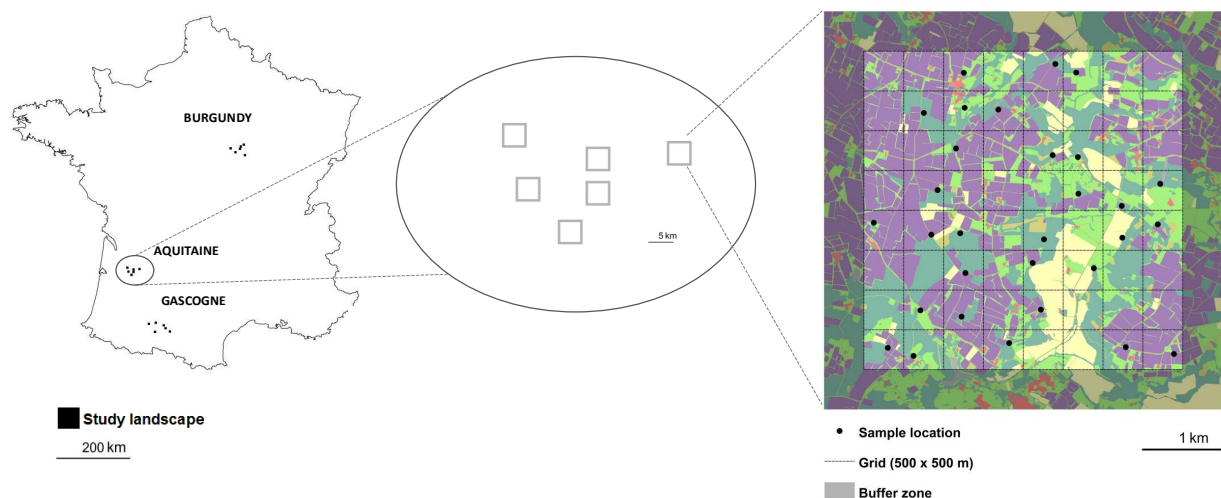 BURGUNDY
AQUITAINE
GASCOGNE
Study landscape
200 km
5 km
Sample location
Grid (500 x 500 m)
Buffer zone
1 km